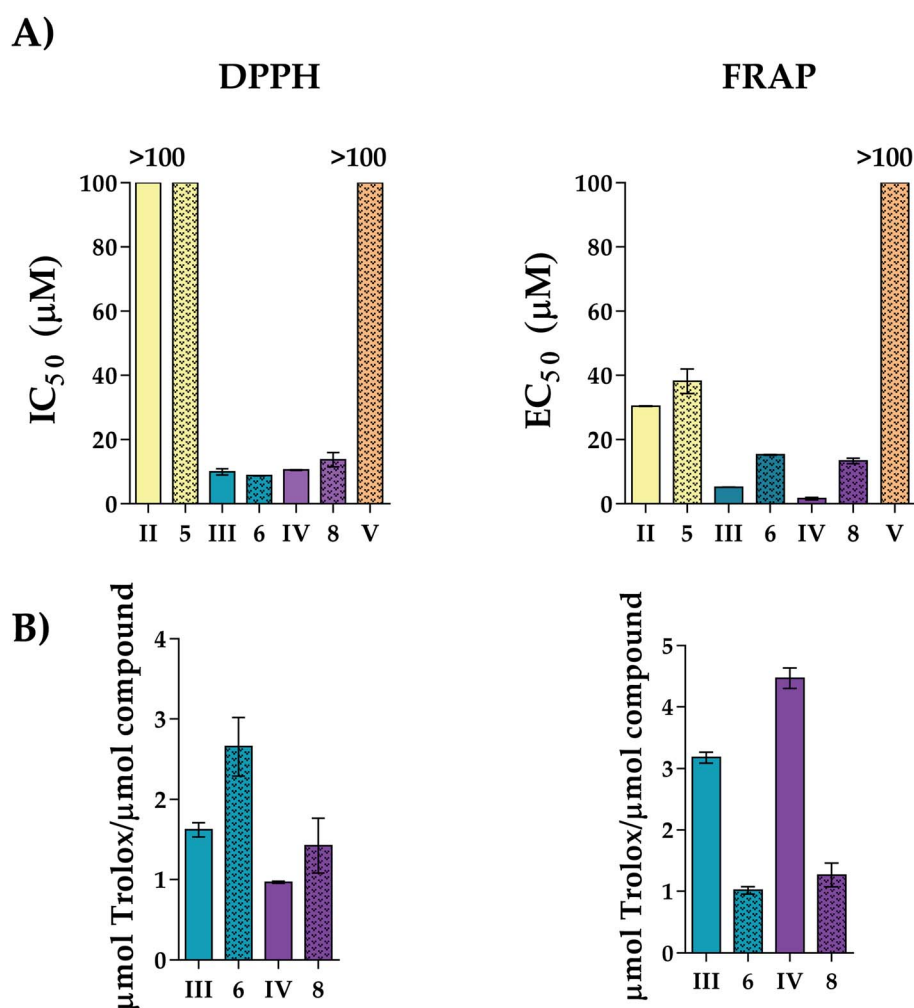 A)
DPPH
>100
>100
IC50 (μM)
100
80
60
40
20
0
II 5 III 6 IV 8 V
FRAP
>100
EC50 (μM)
100
80
60
40
20
0
II 5 III 6 IV 8 V
B)
μmol Trolox/μmol compound
4
3
2
1
0
III 6 IV 8
μmol Trolox/μmol compound
5
4
3
2
1
0
III 6 IV 8